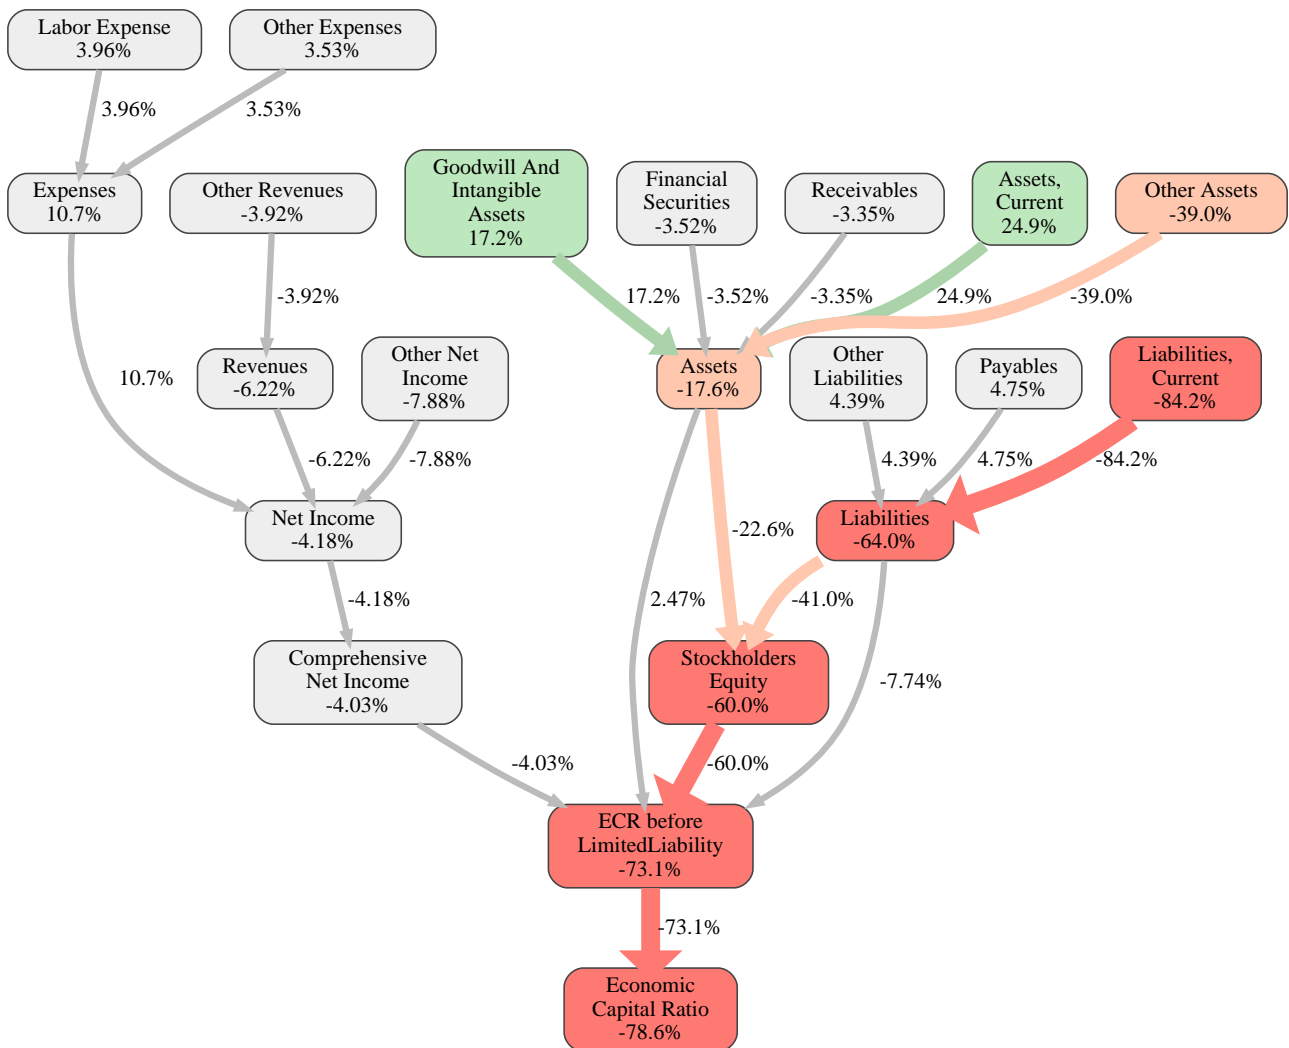 Labor Expense
3.96%
Other Expenses
3.53%
3.96%
3.53%
Expenses
10.7%
Other Revenues
-3.92%
Goodwill And
Intangible
Assets
17.2%
Financial
Securities
-3.52%
Receivables
-3.35%
Assets,
Current
24.9%
Other Assets
-39.0%
-3.92%
17.2%
-3.52%
-3.35%
24.9%
-39.0%
10.7%
Revenues
-6.22%
Other Net
Income
-7.88%
Assets
-17.6%
Other
Liabilities
4.39%
Payables
4.75%
Liabilities,
Current
-84.2%
-6.22%
-7.88%
4.39%
4.75%
-84.2%
Net Income
-4.18%
-22.6%
Liabilities
-64.0%
-4.18%
2.47%
-41.0%
Comprehensive
Net Income
-4.03%
Stockholders
Equity
-60.0%
-7.74%
-4.03%
-60.0%
ECR before
LimitedLiability
-73.1%
-73.1%
Economic
Capital Ratio
-78.6%